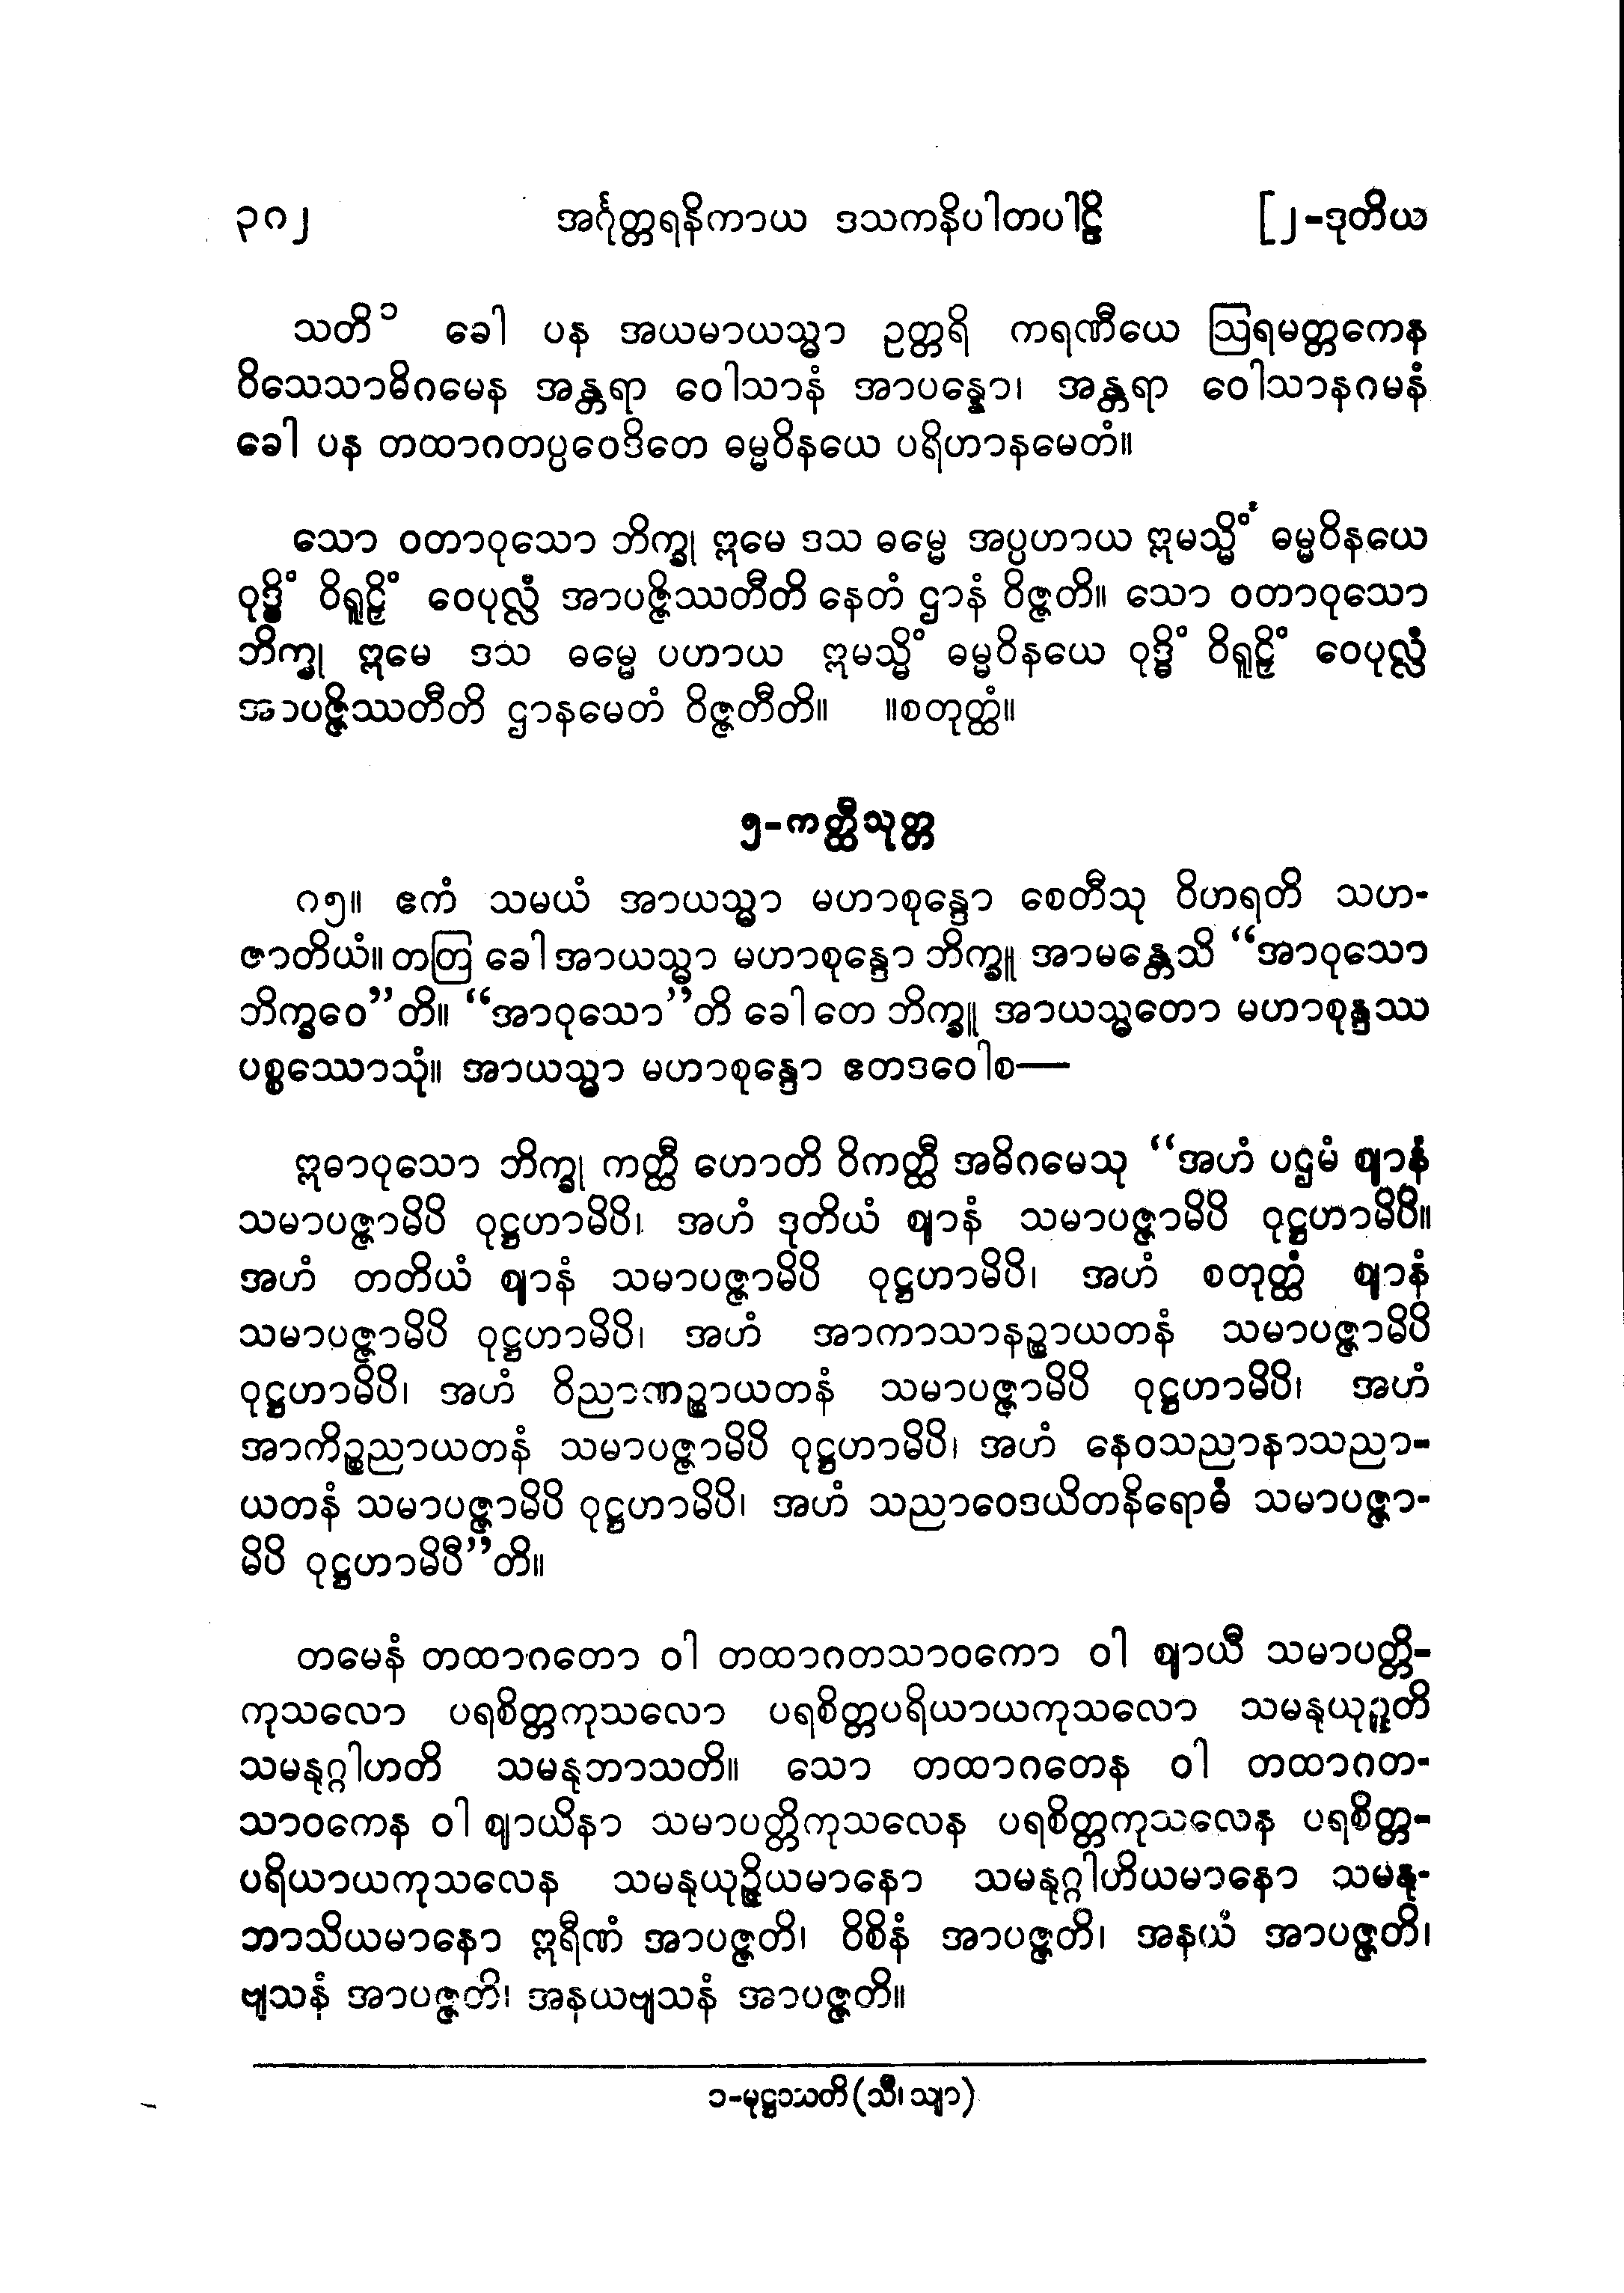 ၃၈၂ အင်္ဂုတ္တရနိကာယ ဒသကနိပါတပါဠိ [၂-ဒုတိယ
သတိ ၁ ခေါ ပန အယမာယသ္မာ ဥတ္တရိ ကရဏီယေ ဩရမတ္တကေန
ဝိသေသာဓိဂမေန အန္တရာ ဝေါသာနံ အာပန္နော၊ အန္တရာ ဝေါသာနဂမနံ
ခေါ ပန တထာဂတပ္ပဝေဒိတေ ဓမ္မဝိနယေ ပရိဟာနမေတံ။
သော ဝတာဝုသော ဘိက္ခု ဣမေ ဒသ ဓမ္မေ အပ္ပဟာယ ဣမသ္မိံ ဓမ္မဝိနယေ
ဝုဒ္ဓိံ ဝိရူဠှိံ ဝေပုလ္လံ အာပဇ္ဇိဿတီတိ နေတံ ဌာနံ ဝိဇ္ဇတိ။ သော ဝတာဝုသော
ဘိက္ခု ဣမေ ဒသ ဓမ္မေ ပဟာယ ဣမသ္မိံ ဓမ္မဝိနယေ ဝုဒ္ဓိံ ဝိရူဠှိံ ဝေပုလ္လံ
အာပဇ္ဇိဿတီတိ ဌာနမေတံ ဝိဇ္ဇတီတိ။ ။စတုတ္ထံ။
၅-ကတ္ထီသုတ္တ
၈၅။ ဧကံ သမယံ အာယသ္မာ မဟာစုန္ဒော စေတီသု ဝိဟရတိ သဟ-
ဇာတိယံ။ တတြ ခေါ အာယသ္မာ မဟာစုန္ဒော ဘိက္ခူ အာမန္တေသိ “အာဝုသော
ဘိက္ခဝေ”တိ။ “အာဝုသော”တိ ခေါ တေ ဘိက္ခူ အာယသ္မတော မဟာစုန္ဒဿ
ပစ္စဿောသုံ။ အာယသ္မာ မဟာစုန္ဒော ဧတဒဝေါစ—
ဣဓာဝုသော ဘိက္ခု ကတ္ထီ ဟောတိ ဝိကတ္ထီ အဓိဂမေသု “အဟံ ပဌမံ ဈာနံ
သမာပဇ္ဇာမိပိ ဝုဋ္ဌဟာမိပိ၊ အဟံ ဒုတိယံ ဈာနံ သမာပဇ္ဇာမိပိ ဝုဋ္ဌဟာမိပိ။
အဟံ တတိယံ ဈာနံ သမာပဇ္ဇာမိပိ ဝုဋ္ဌဟာမိပိ၊ အဟံ စတုတ္ထံ ဈာနံ
သမာပဇ္ဇာမိပိ ဝုဋ္ဌဟာမိပိ၊ အဟံ အာကာသာနဉ္စာယတနံ သမာပဇ္ဇာမိပိ
ဝုဋ္ဌဟာမိပိ၊ အဟံ ဝိညာဏဉ္စာယတနံ သမာပဇ္ဇာမိပိ ဝုဋ္ဌဟာမိပိ၊ အဟံ
အာကိဉ္စညာယတနံ သမာပဇ္ဇာမိပိ ဝုဋ္ဌဟာမိပိ၊ အဟံ နေဝသညာနာသညာ-
ယတနံ သမာပဇ္ဇာမိပိ ဝုဋ္ဌဟာမိပိ၊ အဟံ သညာဝေဒယိတနိရောဓံ သမာပဇ္ဇာ-
မိပိ ဝုဋ္ဌဟာမိပီ”တိ။
တမေနံ တထာဂတော ဝါ တထာဂတသာဝကော ဝါ ဈာယီ သမာပတ္တိ-
ကုသလော ပရစိတ္တကုသလော ပရစိတ္တပရိယာယကုသလော သမနုယုဉ္ဇတိ
သမနုဂ္ဂါဟတိ သမနုဘာသတိ။ သော တထာဂတေန ဝါ တထာဂတ-
သာဝကေန ဝါ ဈာယိနာ သမာပတ္တိကုသလေန ပရစိတ္တကုသလေန ပရစိတ္တ-
ပရိယာယကုသလေန သမနုယုဉ္ဇိယမာနော သမနုဂ္ဂါဟိယမာနော သမနု-
ဘာသိယမာနော ဣရီဏံ အာပဇ္ဇတိ၊ ဝိစိနံ အာပဇ္ဇတိ၊ အနယံ အာပဇ္ဇတိ၊
ဗျသနံ အာပဇ္ဇတိ၊ အနယဗျသနံ အာပဇ္ဇတိ။
၁-မုဋ္ဌဿတိ (သီ၊ သျာ)